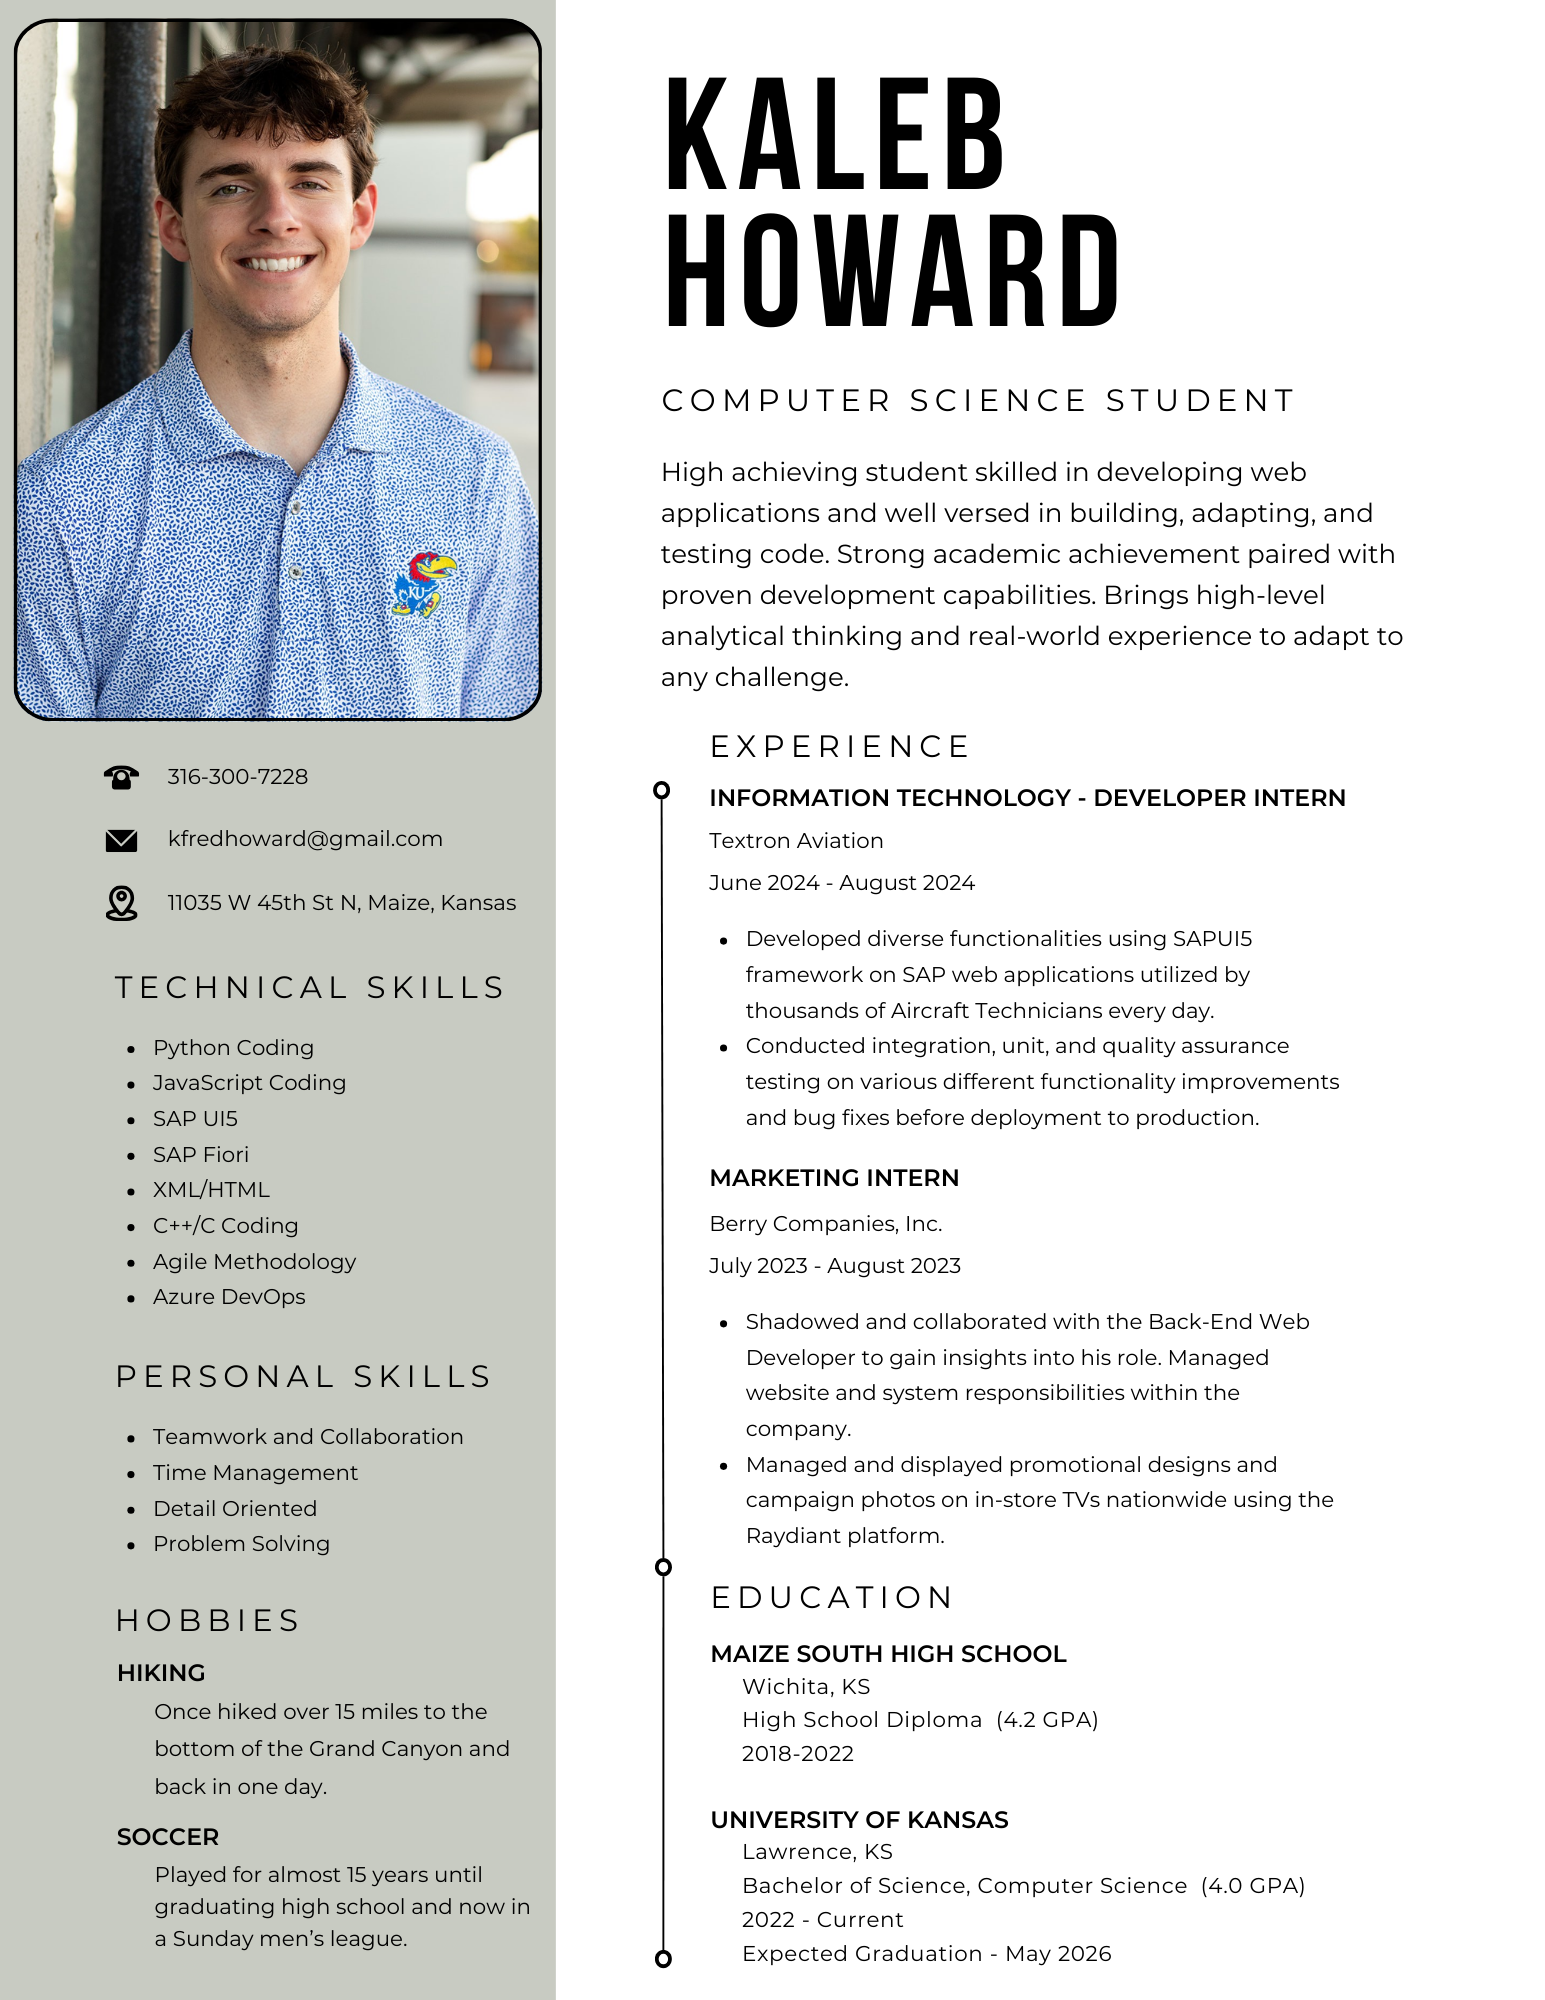 KALEB
HOWARD
COMPUTER SCIENCE STUDENT
High achieving student skilled in developing web
applications and well versed in building, adapting, and
testing code. Strong academic achievement paired with
proven development capabilities. Brings high-level
analytical thinking and real-world experience to adapt to
any challenge.
KU
316-300-7228
kfredhoward@gmail.com
11035 W 45th St N, Maize, Kansas
TECHNICAL SKILLS
• Python Coding
• JavaScript Coding
• SAP UI5
• SAP Fiori
• XML/HTML
• C++/C Coding
• Agile Methodology
• Azure DevOps
PERSONAL SKILLS
• Teamwork and Collaboration
• Time Management
• Detail Oriented
• Problem Solving
HOBBIES
HIKING
Once hiked over 15 miles to the
bottom of the Grand Canyon and
back in one day.
SOCCER
Played for almost 15 years until
graduating high school and now in
a Sunday men’s league.
EXPERIENCE
INFORMATION TECHNOLOGY - DEVELOPER INTERN
Textron Aviation
June 2024 - August 2024
• Developed diverse functionalities using SAPUI5
framework on SAP web applications utilized by
thousands of Aircraft Technicians every day.
• Conducted integration, unit, and quality assurance
testing on various different functionality improvements
and bug fixes before deployment to production.
MARKETING INTERN
Berry Companies, Inc.
July 2023 - August 2023
• Shadowed and collaborated with the Back-End Web
Developer to gain insights into his role. Managed
website and system responsibilities within the
company.
• Managed and displayed promotional designs and
campaign photos on in-store TVs nationwide using the
Raydiant platform.
EDUCATION
MAIZE SOUTH HIGH SCHOOL
Wichita, KS
High School Diploma (4.2 GPA)
2018-2022
UNIVERSITY OF KANSAS
Lawrence, KS
Bachelor of Science, Computer Science (4.0 GPA)
2022 - Current
Expected Graduation - May 2026